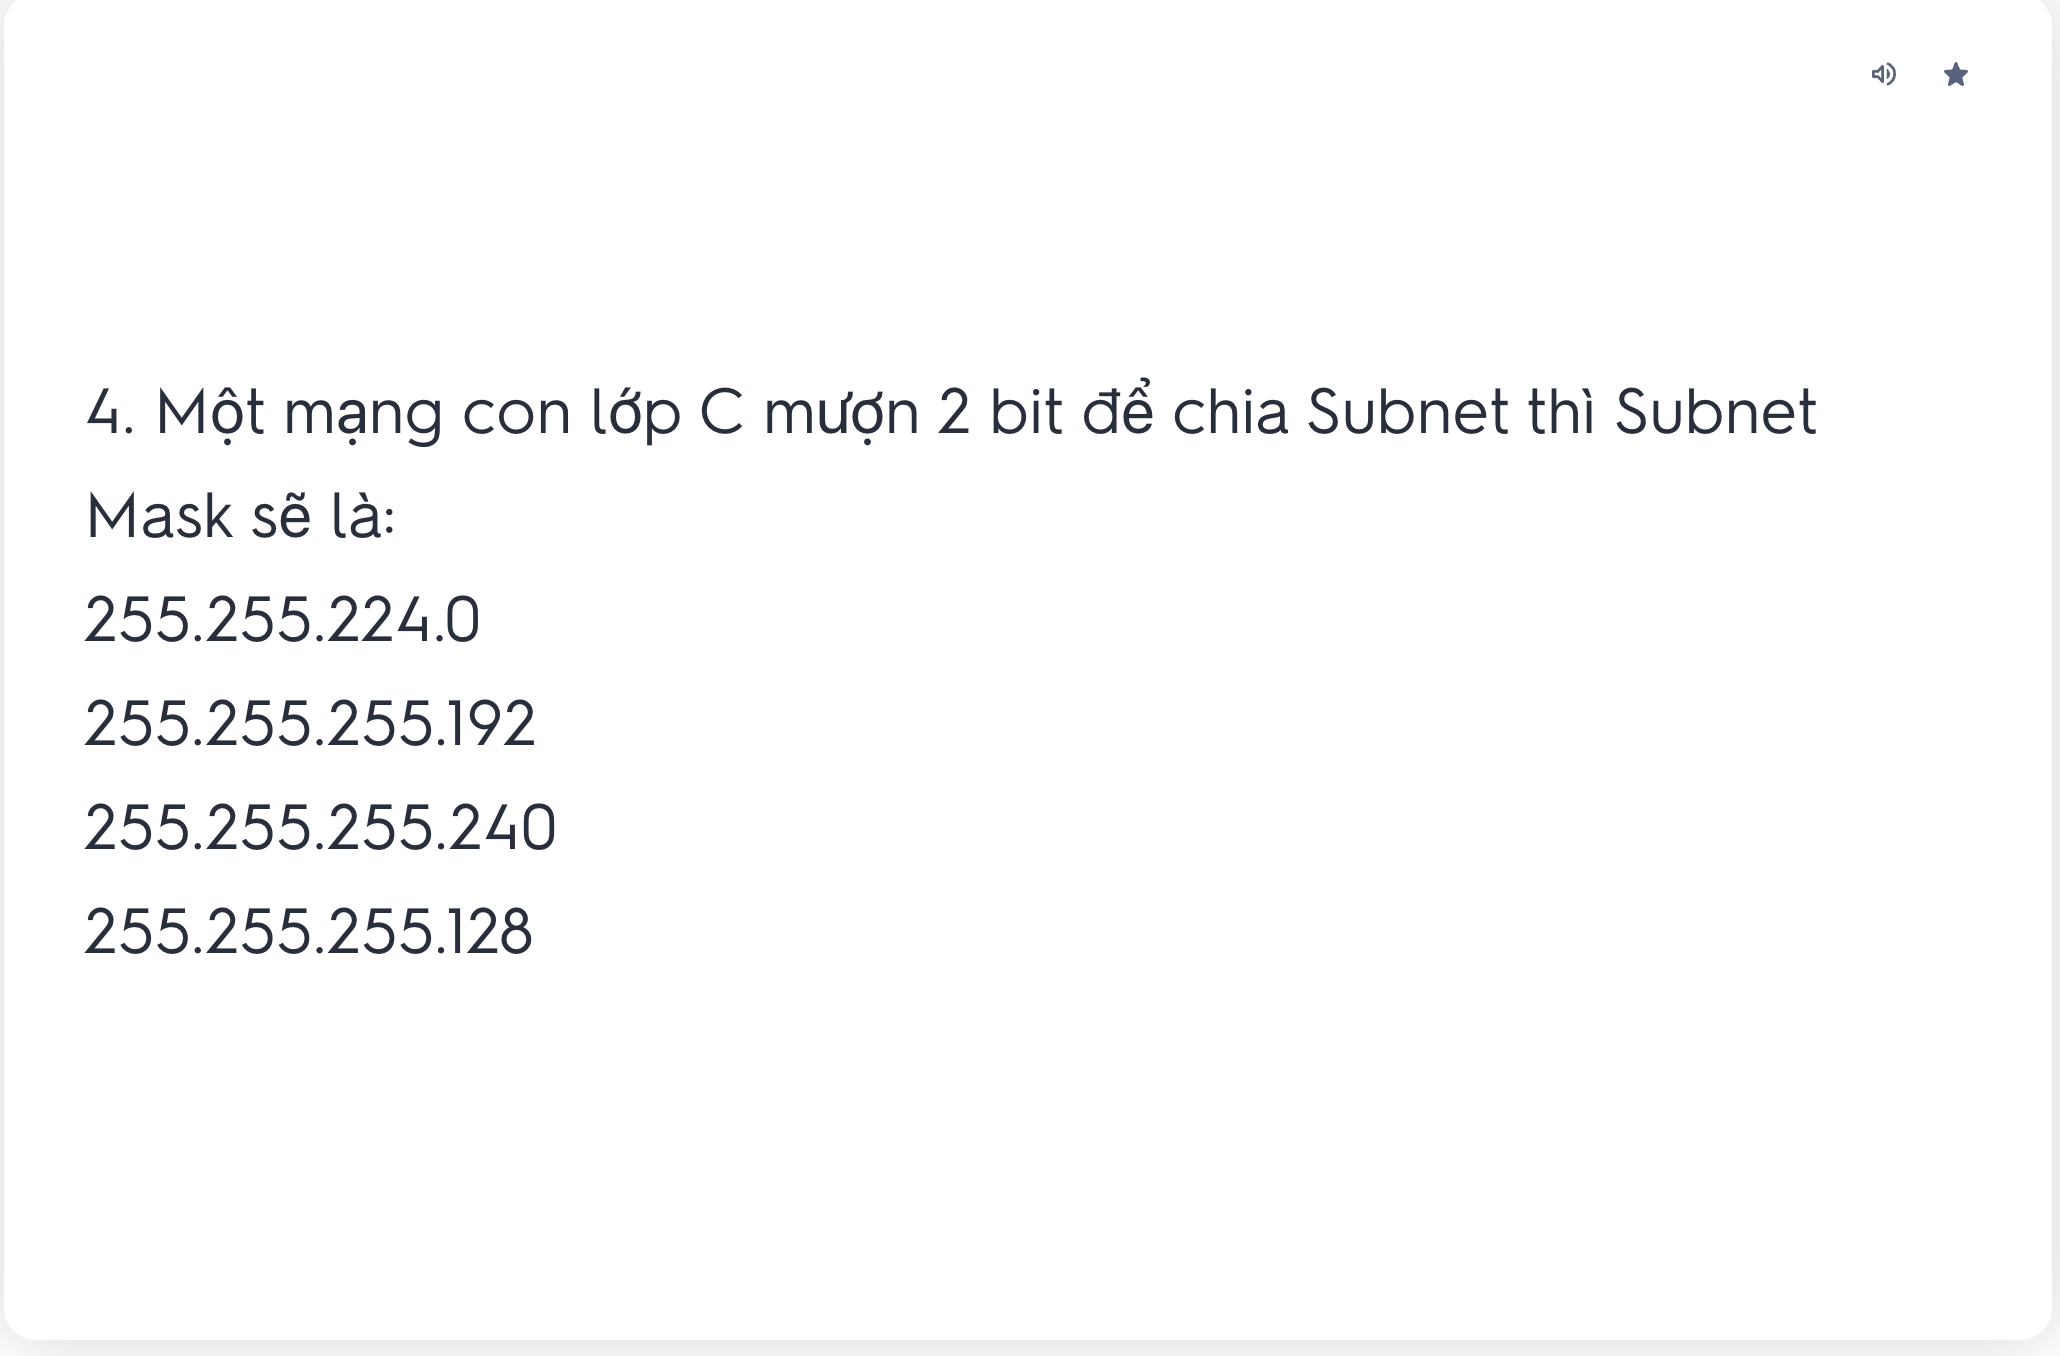 4. Một mạng con lớp C mượn 2 bit để chia Subnet thì Subnet
Mask sẽ là:
255.255.224.0
255.255.255.192
255.255.255.240
255.255.255.128